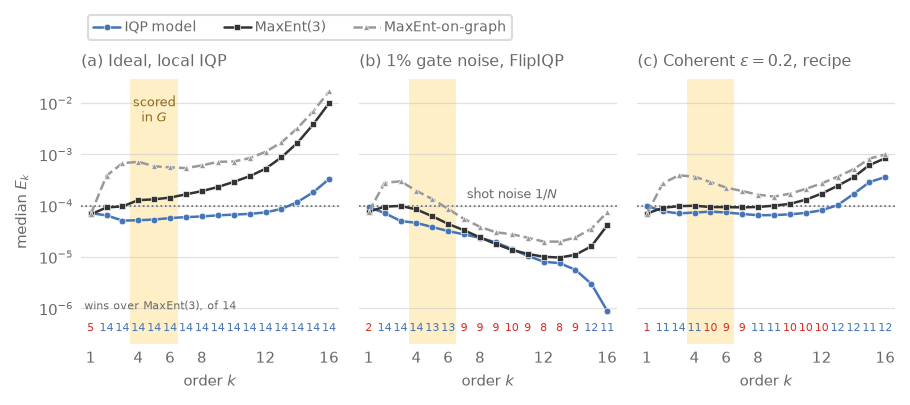 IQP model MaxEnt(3) MaxEnt-on-graph
(a) Ideal, local IQP
(b) 1% gate noise, FlipIQP
(c) Coherent ε = 0.2, recipe
median E_k
10⁻²
10⁻³
10⁻⁴
10⁻⁵
10⁻⁶
scored
in G
wins over MaxEnt(3), of 14
5 14 14 14 14 14 14 14 14 14 14 14 14 14 14 14
1 4 6 8 12 16
order k
shot noise 1/N
2 14 14 14 13 13 9 9 9 10 9 8 8 9 12 11
1 4 6 8 12 16
order k
1 11 14 11 10 9 9 11 11 10 10 10 12 12 11 12
1 4 6 8 12 16
order k